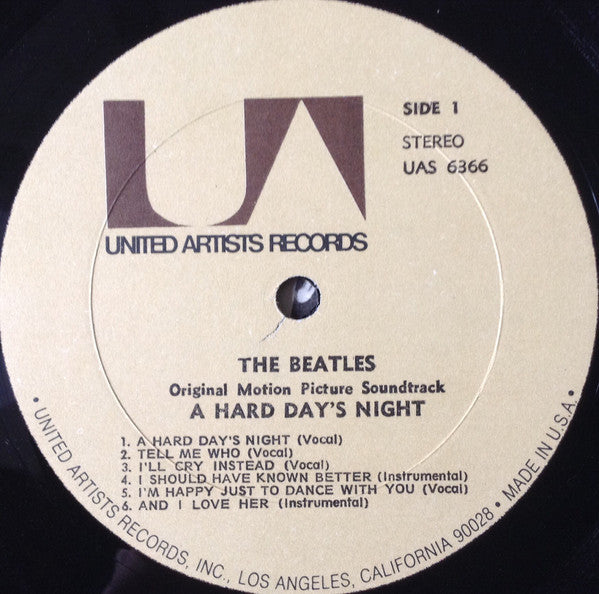 UA
SIDE 1
STEREO
UAS 6366
UNITED ARTISTS RECORDS
THE BEATLES
Original Motion Picture Soundtrack
A HARD DAY'S NIGHT
1. A HARD DAY'S NIGHT (Vocal)
2. TELL ME WHO (Vocal)
3. I'LL CRY INSTEAD (Vocal)
4. I SHOULD HAVE KNOWN BETTER (Instrumental)
5. I'M HAPPY JUST TO DANCE WITH YOU (Vocal)
6. AND I LOVE HER (Instrumental)
• UNITED ARTISTS RECORDS, INC., LOS ANGELES, CALIFORNIA 90028 • MADE IN U.S.A. •